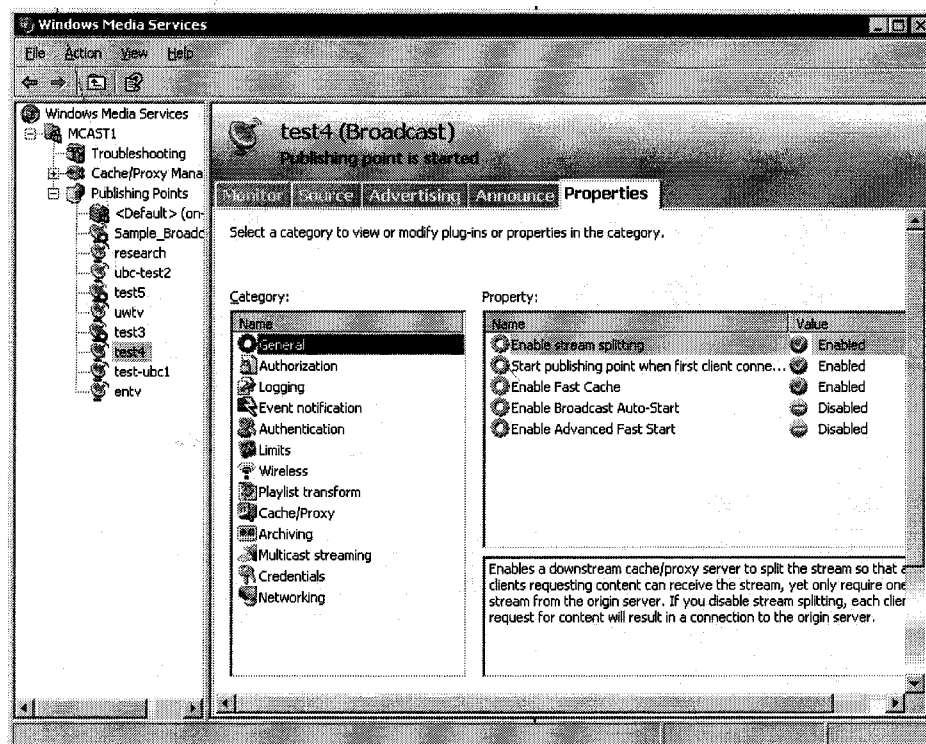 Windows Media Services
File Action View Help
Windows Media Services
MCAST1
Troubleshooting
Cache/Proxy Mana
Publishing Points
<Default> (on-
Sample_Broadc
research
ubc-test2
test5
uwtv
test3
test4
test-ubc1
entv
test4 (Broadcast)
Publishing point is started
Monitor Source Advertising Announce Properties
Select a category to view or modify plug-ins or properties in the category.
Category:
Name
General
Authorization
Logging
Event notification
Authentication
Limits
Wireless
Playlist transform
Cache/Proxy
Archiving
Multicast streaming
Credentials
Networking
Property:
Name Value
Enable stream splitting Enabled
Start publishing point when first client conne... Enabled
Enable Fast Cache Enabled
Enable Broadcast Auto-Start Disabled
Enable Advanced Fast Start Disabled
Enables a downstream cache/proxy server to split the stream so that a
clients requesting content can receive the stream, yet only require one
stream from the origin server. If you disable stream splitting, each clier
request for content will result in a connection to the origin server.